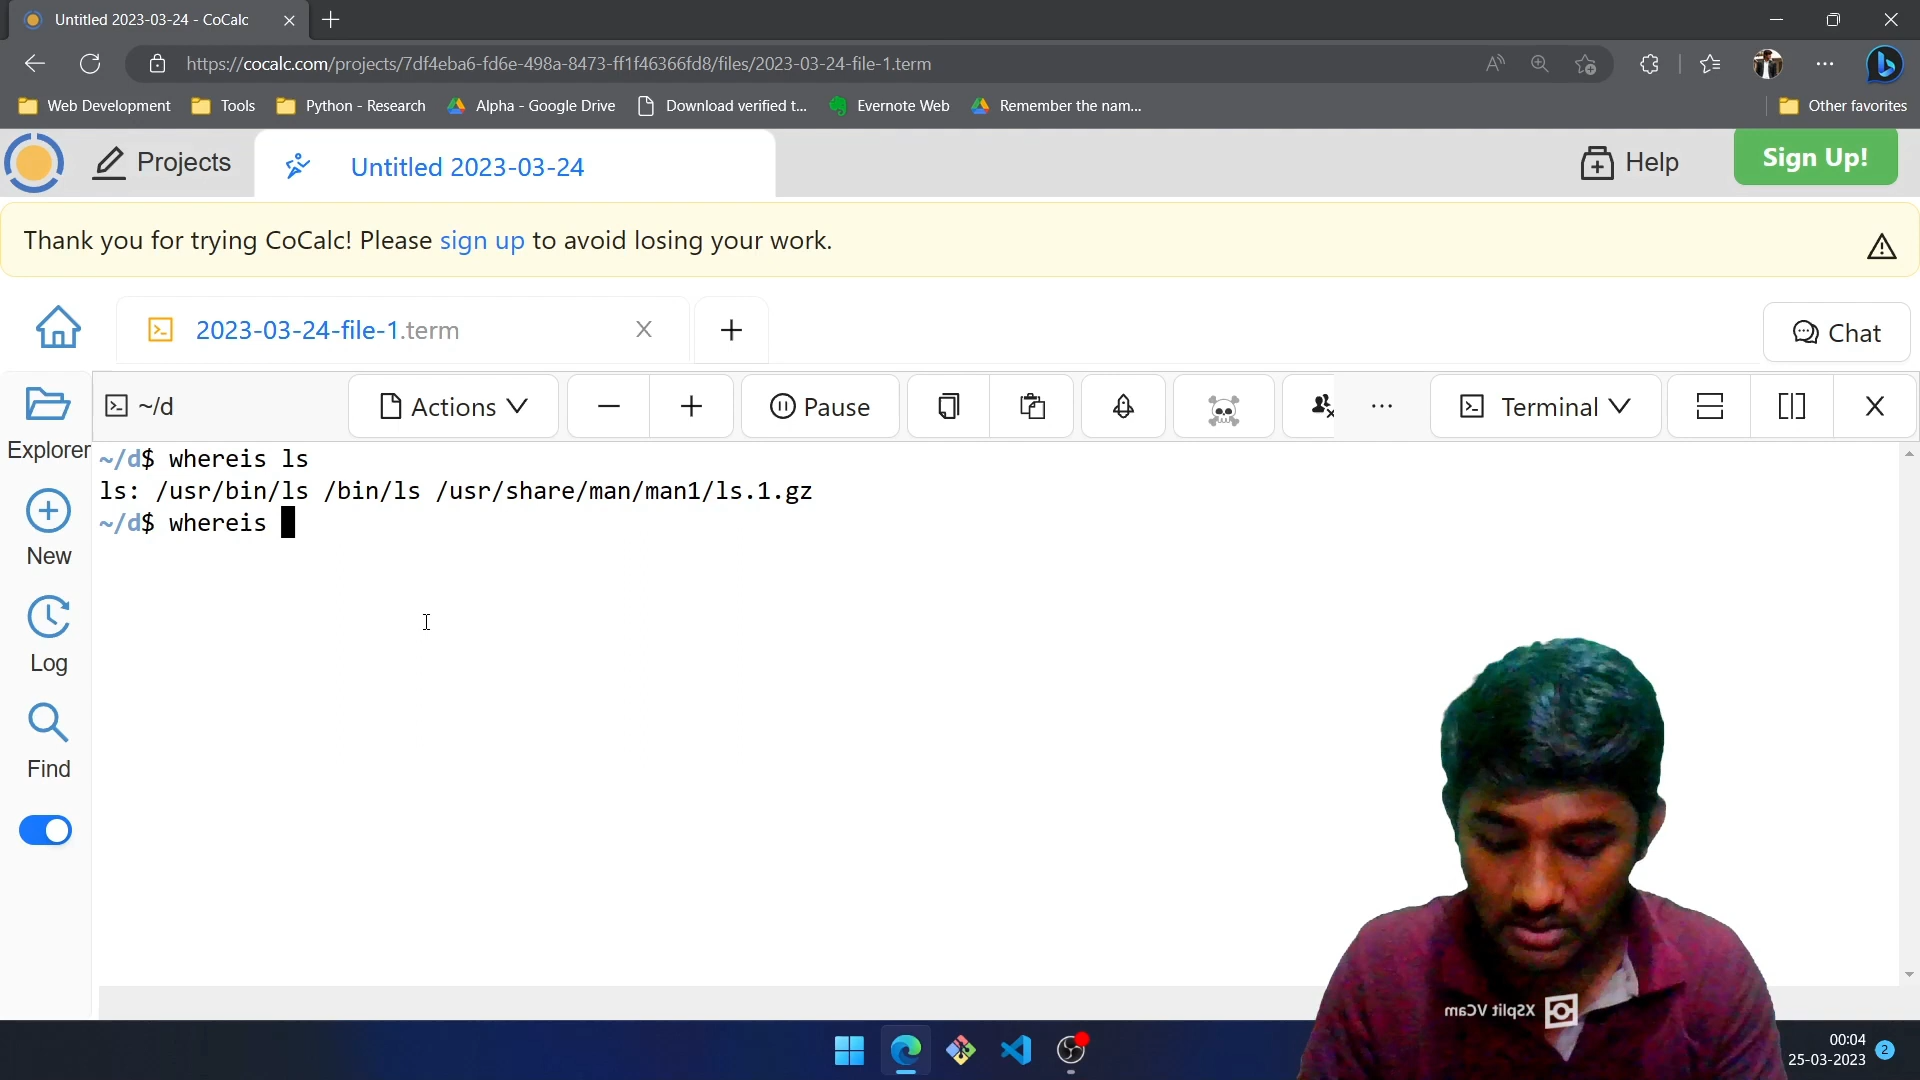 Untitled 2023-03-24 - CoCalc
https://cocalc.com/projects/7df4eba6-fd6e-498a-8473-ff1f46366fd8/files/2023-03-24-file-1.term
Web Development Tools Python - Research Alpha - Google Drive Download verified t... Evernote Web Remember the nam... Other favorites
Projects Untitled 2023-03-24 Help Sign Up!
Thank you for trying CoCalc! Please sign up to avoid losing your work.
2023-03-24-file-1.term Chat
Explorer
~/d Actions Pause Terminal
~/d$ whereis ls
ls: /usr/bin/ls /bin/ls /usr/share/man/man1/ls.1.gz
~/d$ whereis
New
Log
Find
XSplit VCam
00:04
25-03-2023 2